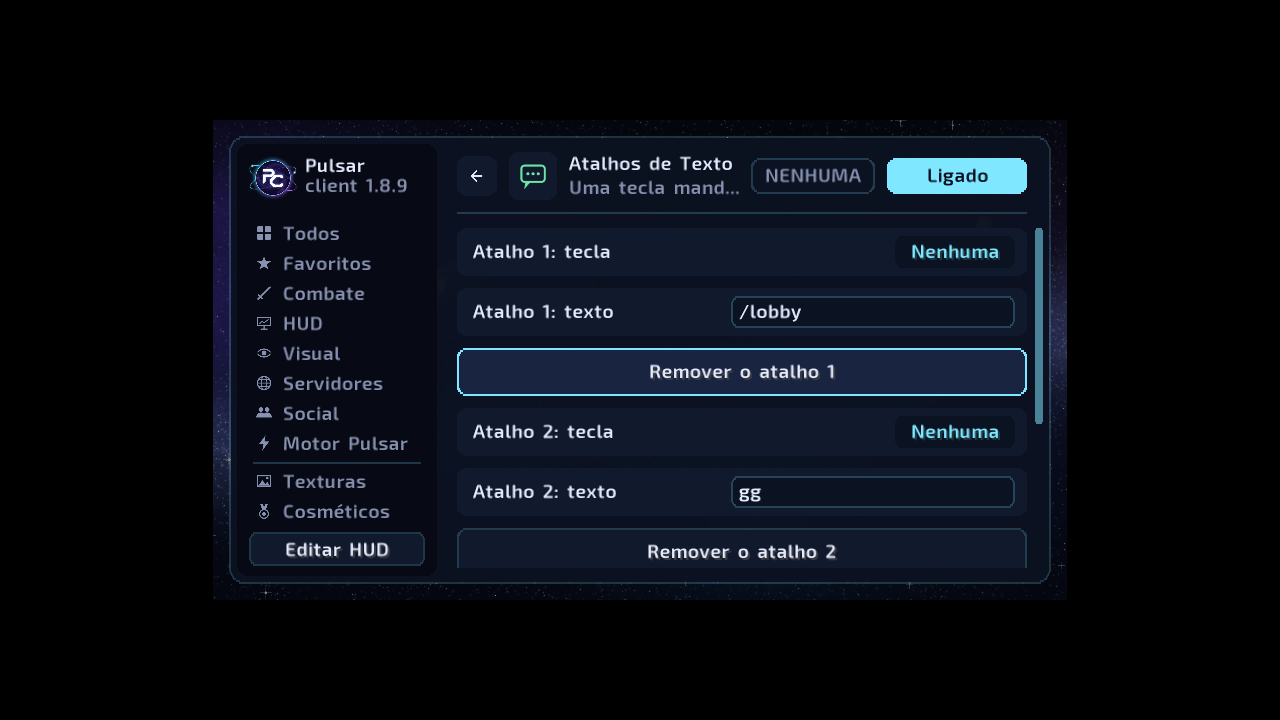 Pulsar
client 1.8.9
Todos
Favoritos
Combate
HUD
Visual
Servidores
Social
Motor Pulsar
Texturas
Cosméticos
Editar HUD
Atalhos de Texto
Uma tecla mand...
NENHUMA
Ligado
Atalho 1: tecla
Nenhuma
Atalho 1: texto
/lobby
Remover o atalho 1
Atalho 2: tecla
Nenhuma
Atalho 2: texto
gg
Remover o atalho 2